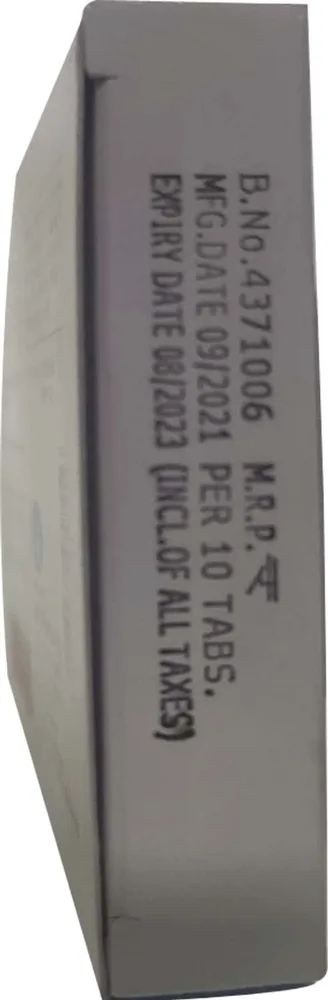 B.No.4371006 M.R.P. ₹
MFG.DATE 09/2021 PER 10 TABS.
EXPIRY DATE 08/2023 (INCL.OF ALL TAXES)